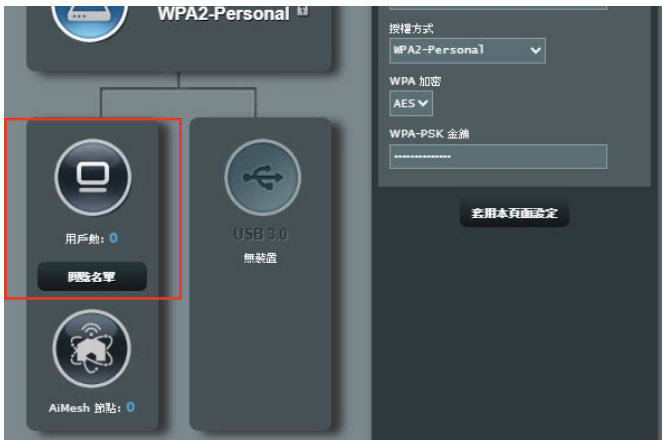 WPA2-Personal
用戶數: 0
閱覽名單
USB 3.0
無裝置
AiMesh 節點: 0
授權方式
WPA2-Personal
WPA 加密
AES
WPA-PSK 金鑰
--------------
套用本頁面設定